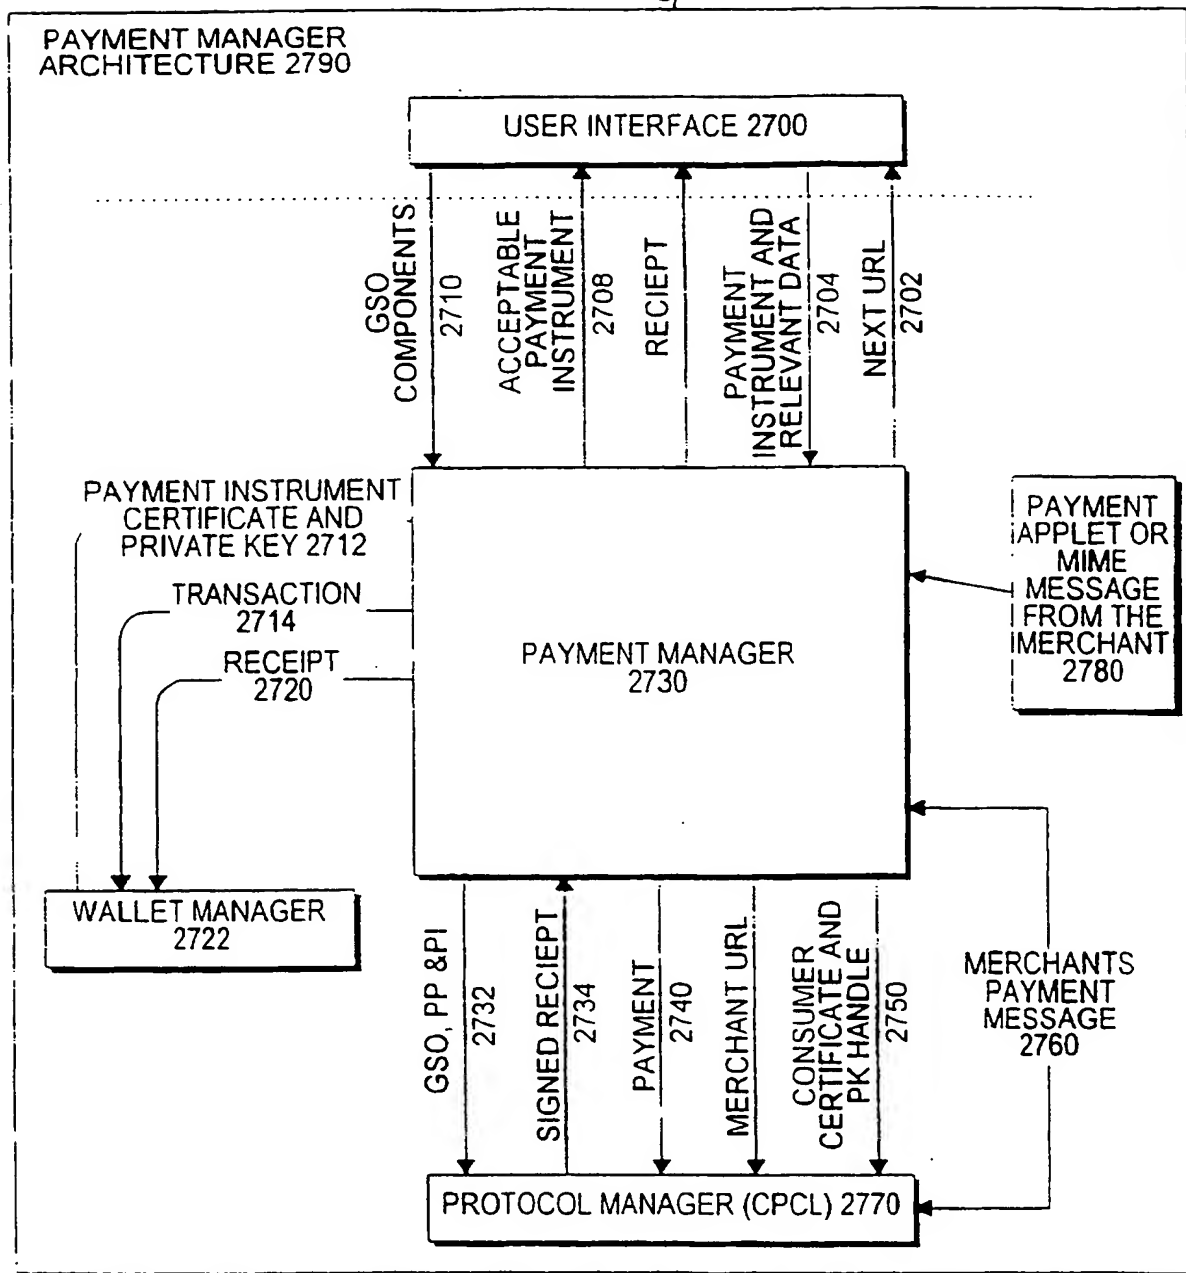 PAYMENT MANAGER
ARCHITECTURE 2790
USER INTERFACE 2700
GSO
COMPONENTS
2710
ACCEPTABLE
PAYMENT
INSTRUMENT
2708
RECIEPT
PAYMENT
INSTRUMENT AND
RELEVANT DATA
2704
NEXT URL
2702
PAYMENT INSTRUMENT
CERTIFICATE AND
PRIVATE KEY 2712
TRANSACTION
2714
RECEIPT
2720
PAYMENT MANAGER
2730
PAYMENT
APPLET OR
MIME
MESSAGE
FROM THE
MERCHANT
2780
WALLET MANAGER
2722
GSO, PP &PI
2732
SIGNED RECIEPT
2734
PAYMENT
2740
MERCHANT URL
CONSUMER
CERTIFICATE AND
PK HANDLE
2750
MERCHANTS
PAYMENT
MESSAGE
2760
PROTOCOL MANAGER (CPCL) 2770